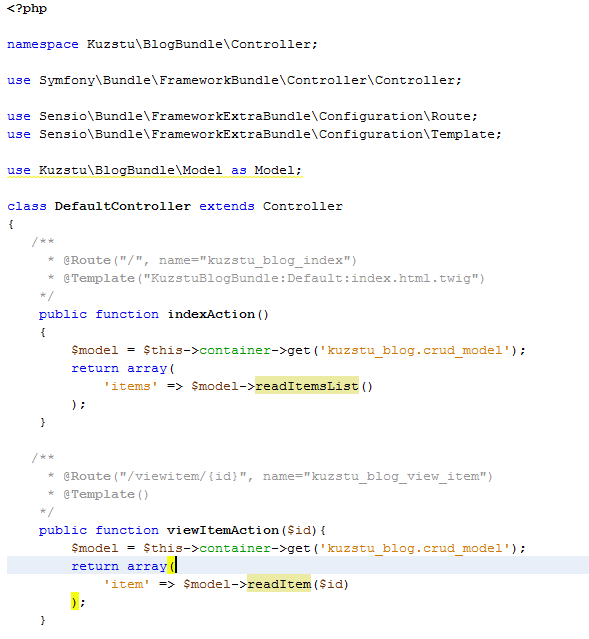 <?php
namespace Kuzstu\BlogBundle\Controller;
use Symfony\Bundle\FrameworkBundle\Controller\Controller;
use Sensio\Bundle\FrameworkExtraBundle\Configuration\Route;
use Sensio\Bundle\FrameworkExtraBundle\Configuration\Template;
use Kuzstu\BlogBundle\Model as Model;
class DefaultController extends Controller
{
/**
* @Route("/", name="kuzstu_blog_index")
* @Template("KuzstuBlogBundle:Default:index.html.twig")
*/
public function indexAction()
{
$model = $this->container->get('kuzstu_blog.crud_model');
return array(
'items' => $model->readItemsList()
);
}
/**
* @Route("/viewitem/{id}", name="kuzstu_blog_view_item")
* @Template()
*/
public function viewItemAction($id){
$model = $this->container->get('kuzstu_blog.crud_model');
return array(
'item' => $model->readItem($id)
);
}